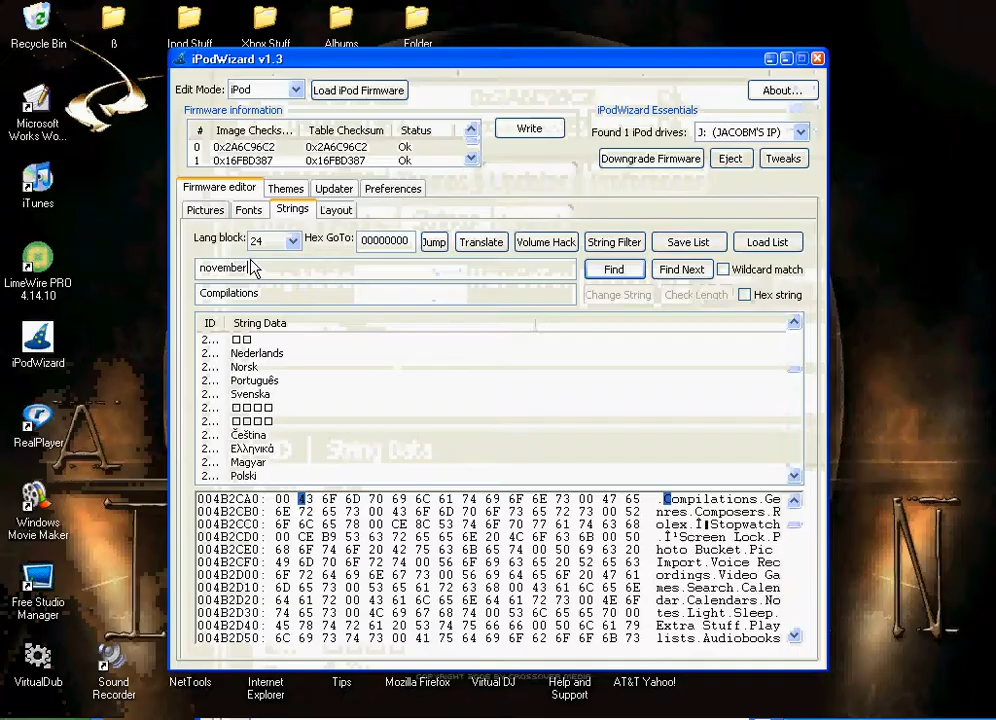 Recycle Bin
ß
Ipod Stuff
Xbox Stuff
Albums
Folder
Microsoft
Works Wo...
iTunes
LimeWire PRO
4.14.10
iPodWizard
RealPlayer
Windows
Movie Maker
Free Studio
Manager
VirtualDub
Sound
Recorder
NetTools
Internet
Explorer
Tips
Mozilla Firefox
Virtual DJ
Help and
Support
AT&T Yahoo!
iPodWizard v1.3
Edit Mode: iPod Load iPod Firmware About...
Firmware information
# Image Checks... Table Checksum Status
0 0x2A6C96C2 0x2A6C96C2 Ok
1 0x16FBD387 0x16FBD387 Ok
Write
iPodWizard Essentials
Found 1 iPod drives: J: (JACOBM'S IP)
Downgrade Firmware Eject Tweaks
Firmware editor Themes Updater Preferences
Pictures Fonts Strings Layout
Lang block: 24 Hex GoTo: 00000000 Jump Translate Volume Hack String Filter Save List Load List
november Find Find Next Wildcard match
Compilations Change String Check Length Hex string
ID String Data
2... □□
2... Nederlands
2... Norsk
2... Português
2... Svenska
2... □□□□
2... □□□□
2... Čeština
2... Ελληνικά
2... Magyar
2... Polski
004B2CA0: 00 43 6F 6D 70 69 6C 61 74 69 6F 6E 73 00 47 65 .Compilations.Ge
004B2CB0: 6E 72 65 73 00 43 6F 6D 70 6F 73 65 72 73 00 52 nres.Composers.R
004B2CC0: 6F 6C 65 78 00 CE 8C 53 74 6F 70 77 61 74 63 68 olex.Î▮Stopwatch
004B2CD0: 00 CE B9 53 63 72 65 65 6E 20 4C 6F 63 6B 00 50 .Î¹Screen Lock.P
004B2CE0: 68 6F 74 6F 20 42 75 63 6B 65 74 00 50 69 63 20 hoto Bucket.Pic
004B2CF0: 49 6D 70 6F 72 74 00 56 6F 69 63 65 20 52 65 63 Import.Voice Rec
004B2D00: 6F 72 64 69 6E 67 73 00 56 69 64 65 6F 20 47 61 ordings.Video Ga
004B2D10: 6D 65 73 00 53 65 61 72 63 68 00 43 61 6C 65 6E mes.Search.Calen
004B2D20: 64 61 72 00 43 61 6C 65 6E 64 61 72 73 00 4E 6F dar.Calendars.No
004B2D30: 74 65 73 00 4C 69 67 68 74 00 53 6C 65 65 70 00 tes.Light.Sleep.
004B2D40: 45 78 74 72 61 20 53 74 75 66 66 00 50 6C 61 79 Extra Stuff.Play
004B2D50: 6C 69 73 74 73 00 41 75 64 69 6F 62 6F 6F 6B 73 lists.Audiobooks